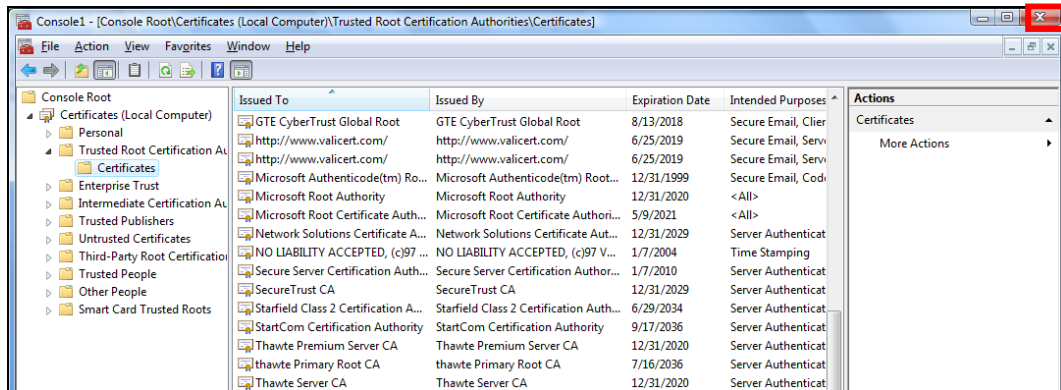 Console1 - [Console Root\Certificates (Local Computer)\Trusted Root Certification Authorities\Certificates]
File Action View Favorites Window Help
Console Root
Certificates (Local Computer)
Personal
Trusted Root Certification Au
Certificates
Enterprise Trust
Intermediate Certification Au
Trusted Publishers
Untrusted Certificates
Third-Party Root Certification
Trusted People
Other People
Smart Card Trusted Roots
Issued To Issued By Expiration Date Intended Purposes
GTE CyberTrust Global Root GTE CyberTrust Global Root 8/13/2018 Secure Email, Clien
http://www.valicert.com/ http://www.valicert.com/ 6/25/2019 Secure Email, Serve
http://www.valicert.com/ http://www.valicert.com/ 6/25/2019 Secure Email, Serve
Microsoft Authenticode(tm) Ro... Microsoft Authenticode(tm) Root... 12/31/1999 Secure Email, Code
Microsoft Root Authority Microsoft Root Authority 12/31/2020 <All>
Microsoft Root Certificate Auth... Microsoft Root Certificate Authori... 5/9/2021 <All>
Network Solutions Certificate A... Network Solutions Certificate Aut... 12/31/2029 Server Authenticat
NO LIABILITY ACCEPTED, (c)97 ... NO LIABILITY ACCEPTED, (c)97 V... 1/7/2004 Time Stamping
Secure Server Certification Auth... Secure Server Certification Author... 1/7/2010 Server Authenticat
SecureTrust CA SecureTrust CA 12/31/2029 Server Authenticat
Starfield Class 2 Certification A... Starfield Class 2 Certification Auth... 6/29/2034 Server Authenticat
StartCom Certification Authority StartCom Certification Authority 9/17/2036 Server Authenticat
Thawte Premium Server CA Thawte Premium Server CA 12/31/2020 Server Authenticat
thawte Primary Root CA thawte Primary Root CA 7/16/2036 Server Authenticat
Thawte Server CA Thawte Server CA 12/31/2020 Server Authenticat
Actions
Certificates
More Actions